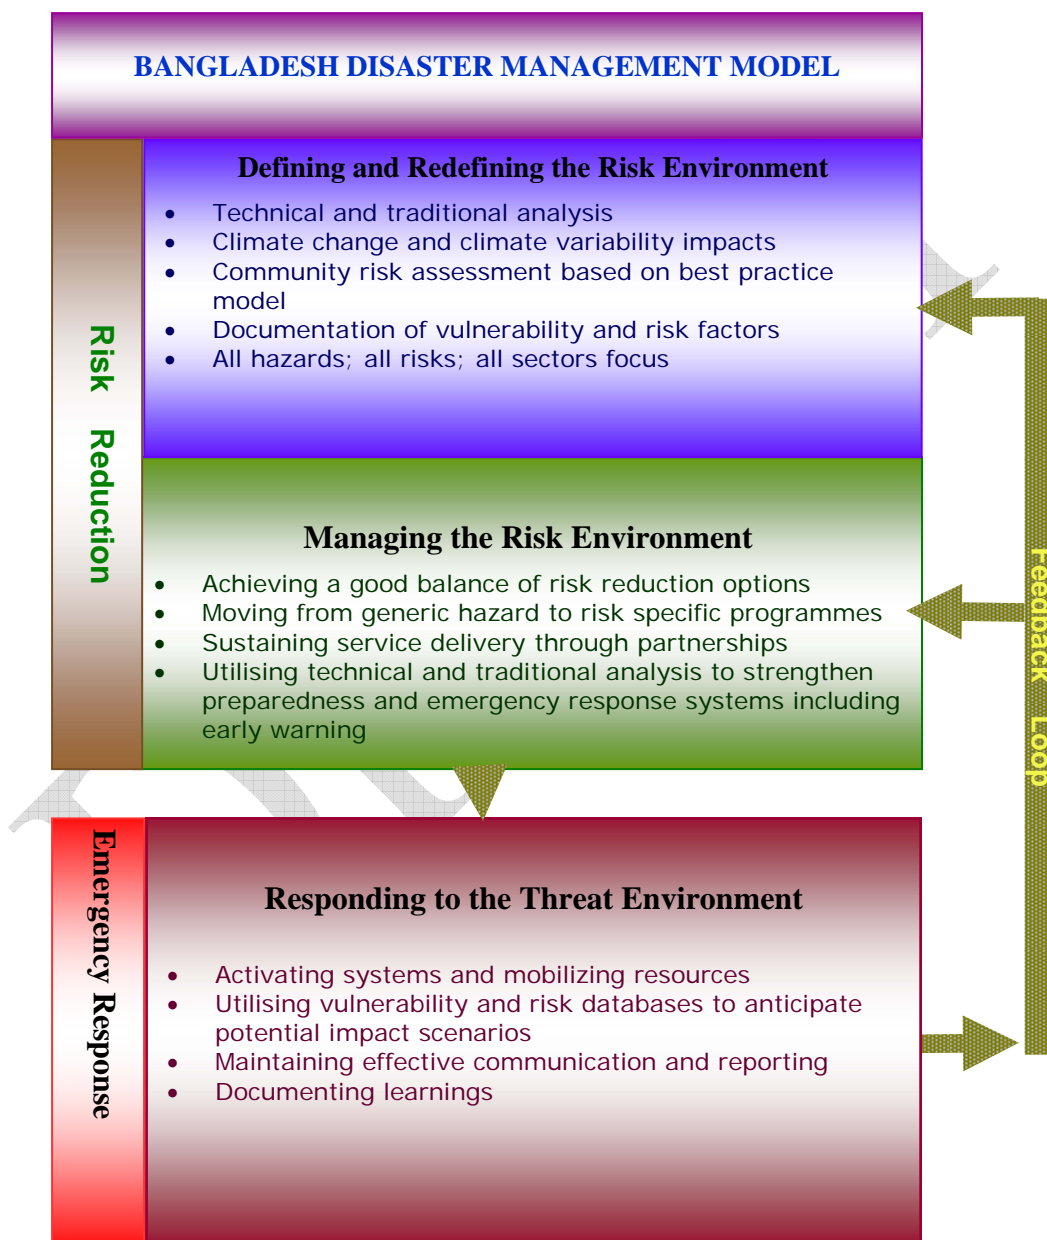 BANGLADESH DISASTER MANAGEMENT MODEL
Risk Reduction
Defining and Redefining the Risk Environment
• Technical and traditional analysis
• Climate change and climate variability impacts
• Community risk assessment based on best practice
model
• Documentation of vulnerability and risk factors
• All hazards; all risks; all sectors focus
Managing the Risk Environment
• Achieving a good balance of risk reduction options
• Moving from generic hazard to risk specific programmes
• Sustaining service delivery through partnerships
• Utilising technical and traditional analysis to strengthen
preparedness and emergency response systems including
early warning
Feedback Loop
Emergency Response
Responding to the Threat Environment
• Activating systems and mobilizing resources
• Utilising vulnerability and risk databases to anticipate
potential impact scenarios
• Maintaining effective communication and reporting
• Documenting learnings